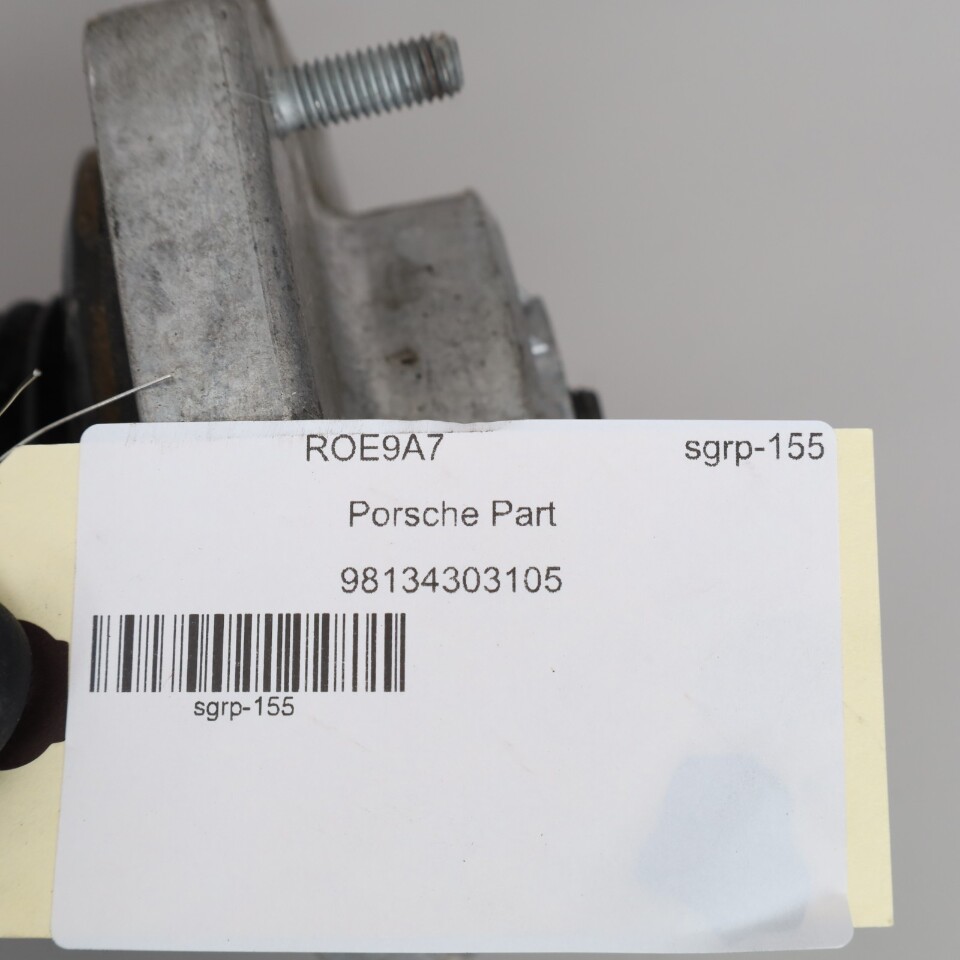 ROE9A7 sgrp-155
Porsche Part
98134303105
sgrp-155